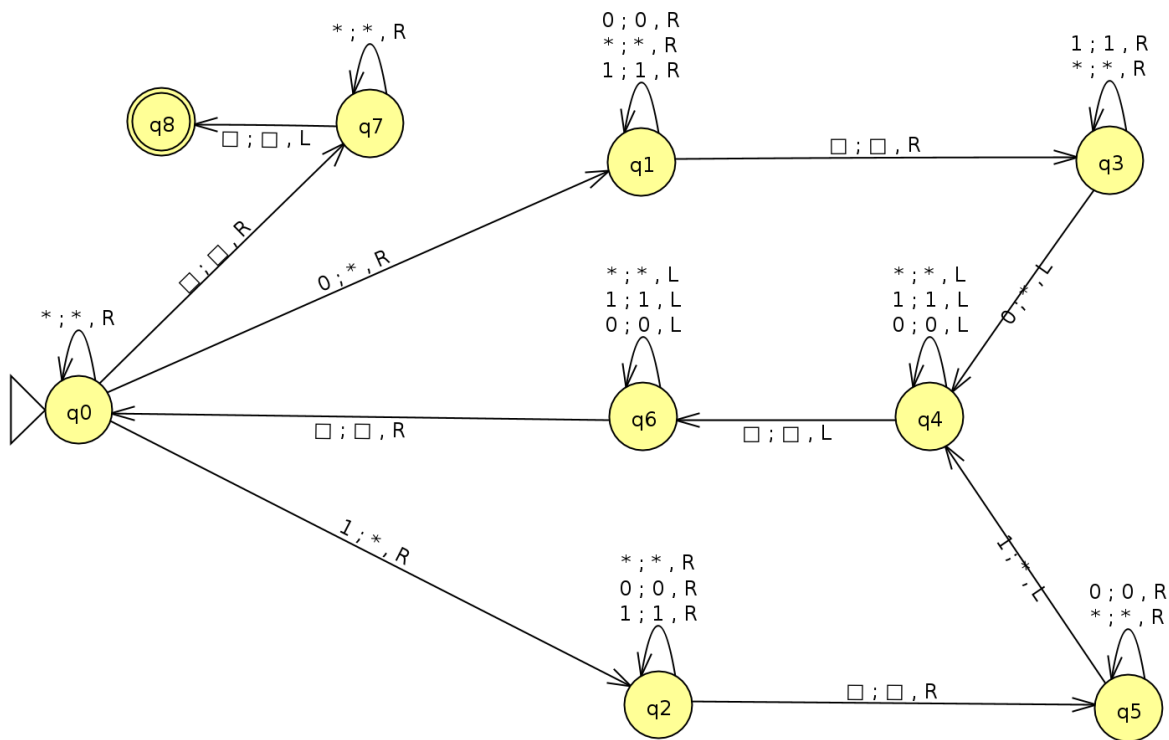 * ; * , R
q8
□ ; □ , L
q7
0 ; 0 , R
* ; * , R
1 ; 1 , R
q1
□ ; □ , R
1 ; 1 , R
* ; * , R
q3
□ ; □ , R
0 ; * , R
0 ; * , L
* ; * , R
q0
* ; * , L
1 ; 1 , L
0 ; 0 , L
q6
□ ; □ , R
* ; * , L
1 ; 1 , L
0 ; 0 , L
q4
□ ; □ , L
1 ; * , R
1 ; * , L
* ; * , R
0 ; 0 , R
1 ; 1 , R
q2
□ ; □ , R
0 ; 0 , R
* ; * , R
q5